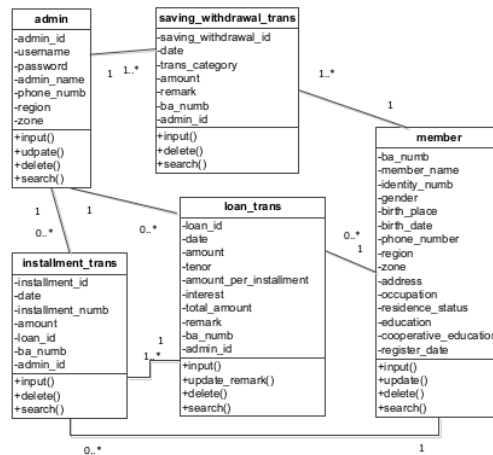 admin
-admin_id
-username
-password
-admin_name
-phone_numb
-region
-zone
+input()
+udpate()
+delete()
+search()
saving_withdrawal_trans
-saving_withdrawal_id
-date
-trans_category
-amount
-remark
-ba_numb
-admin_id
+input()
+delete()
+search()
1
1..*
1..*
1
member
-ba_numb
-member_name
-identity_numb
-gender
-birth_place
-birth_date
-phone_number
-region
-zone
-address
-occupation
-residence_status
-education
-cooperative_education
-register_date
+input()
+update()
+delete()
+search()
1
1
0..*
0..*
loan_trans
-loan_id
-date
-amount
-tenor
-amount_per_installment
-interest
-total_amount
-remark
-ba_numb
-admin_id
+input()
+update_remark()
+delete()
+search()
0..*
1
installment_trans
-installment_id
-date
-installment_numb
-amount
-loan_id
-ba_numb
-admin_id
+input()
+delete()
+search()
1
1..*
0..*
1